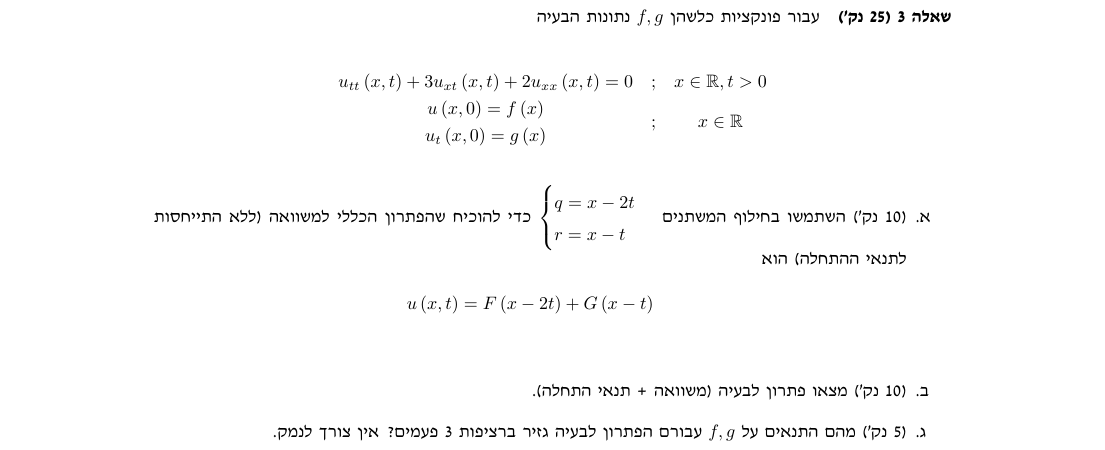 שאלה 3 (25 נק') עבור פונקציות כלשהן f, g נתונות הבעיה
u_{tt} (x, t) + 3u_{xt} (x, t) + 2u_{xx} (x, t) = 0 ; x ∈ ℝ, t > 0
u (x, 0) = f (x)
; x ∈ ℝ
u_t (x, 0) = g (x)
א. (10 נק') השתמשו בחילוף המשתנים { q = x − 2t r = x − t כדי להוכיח שהפתרון הכללי למשוואה (ללא התייחסות
לתנאי ההתחלה) הוא
u (x, t) = F (x − 2t) + G (x − t)
ב. (10 נק') מצאו פתרון לבעיה (משוואה + תנאי התחלה).
ג. (5 נק') מהם התנאים על f, g עבורם הפתרון לבעיה גזיר ברציפות 3 פעמים? אין צורך לנמק.